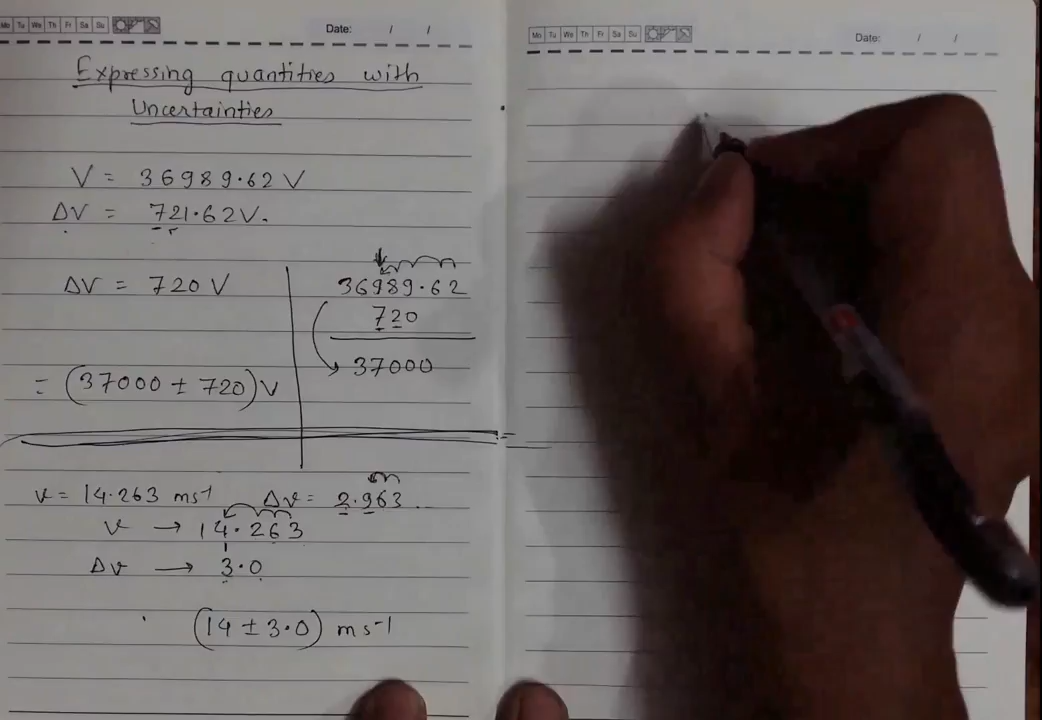 Mo Tu We Th Fr Sa Su
Date: / /
Expressing quantities with
Uncertainties
V = 36989.62 V
ΔV = 721.62V.
ΔV = 720 V
36989.62
720
37000
= (37000 ± 720)V
v = 14.263 ms⁻¹ Δv = 2.963 ..
v → 14.263
Δv → 3.0
(14 ± 3.0) ms⁻¹
Mo Tu We Th Fr Sa Su
Date: / /